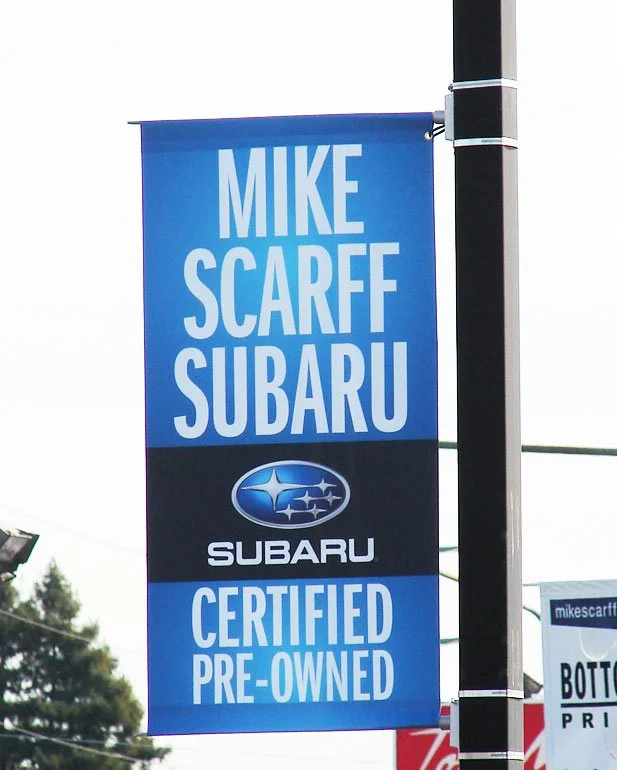 MIKE
SCARFF
SUBARU
SUBARU
CERTIFIED
PRE-OWNED
mikescarff
BOTTO
PRI